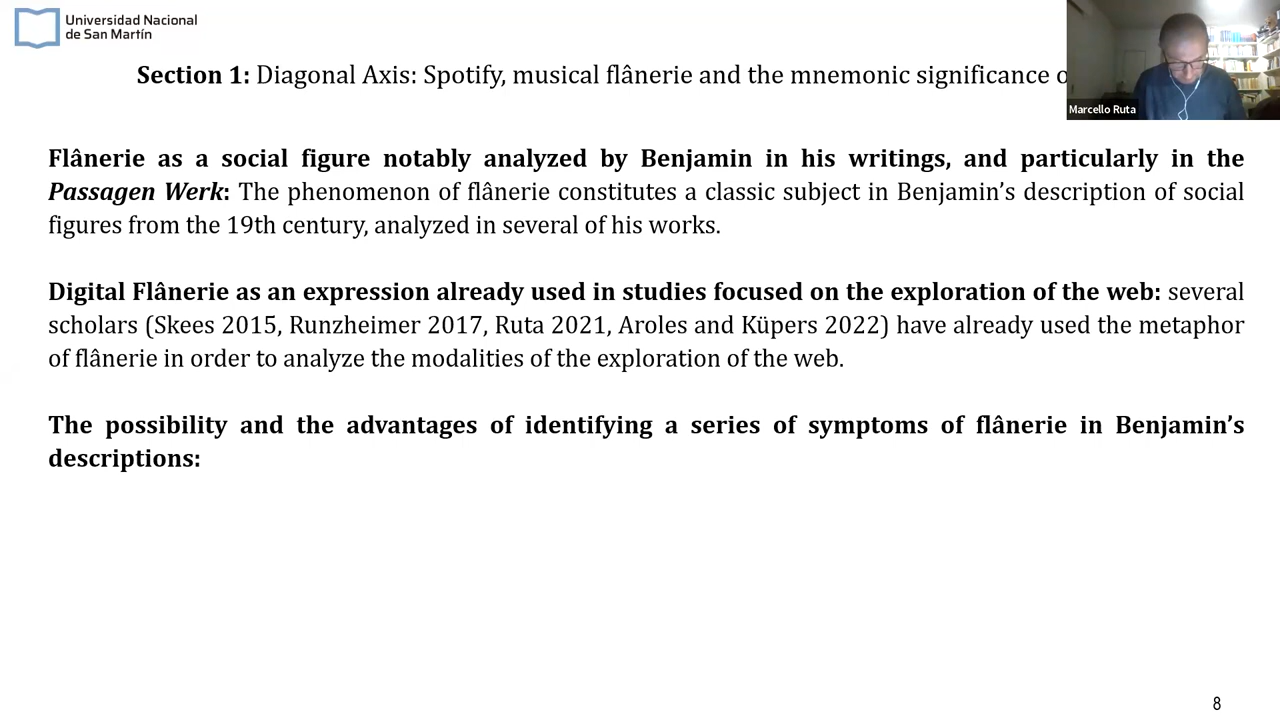 Universidad Nacional
de San Martín
Section 1: Diagonal Axis: Spotify, musical flânerie and the mnemonic significance
Marcello Ruta
Flânerie as a social figure notably analyzed by Benjamin in his writings, and particularly in the
Passagen Werk: The phenomenon of flânerie constitutes a classic subject in Benjamin’s description of social
figures from the 19th century, analyzed in several of his works.
Digital Flânerie as an expression already used in studies focused on the exploration of the web: several
scholars (Skees 2015, Runzheimer 2017, Ruta 2021, Aroles and Küpers 2022) have already used the metaphor
of flânerie in order to analyze the modalities of the exploration of the web.
The possibility and the advantages of identifying a series of symptoms of flânerie in Benjamin’s
descriptions:
8